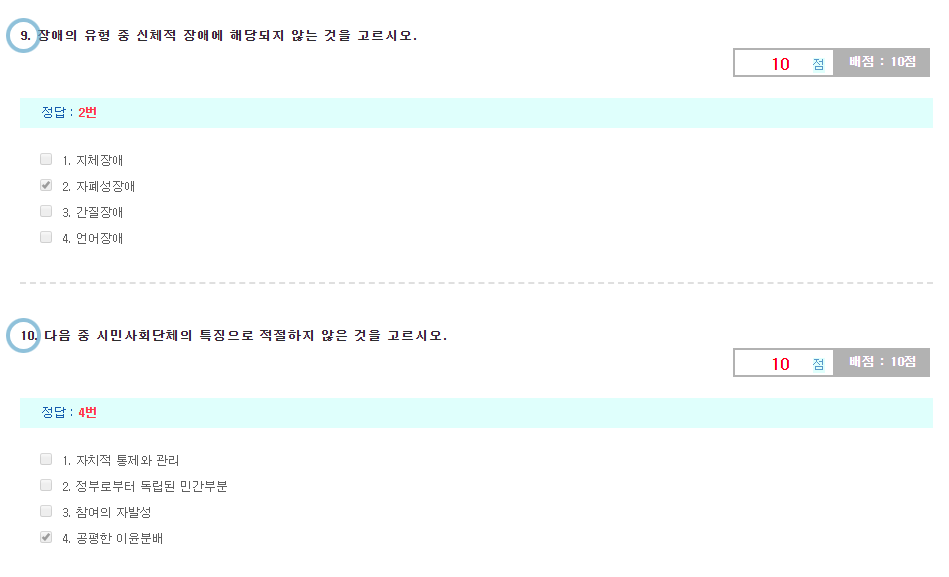 9. 장애의 유형 중 신체적 장애에 해당되지 않는 것을 고르시오.
10 점 배점 : 10점
정답 : 2번
1. 지체장애
2. 자폐성장애
3. 간질장애
4. 언어장애
10. 다음 중 시민사회단체의 특징으로 적절하지 않은 것을 고르시오.
10 점 배점 : 10점
정답 : 4번
1. 자치적 통제와 관리
2. 정부로부터 독립된 민간부분
3. 참여의 자발성
4. 공평한 이윤분배